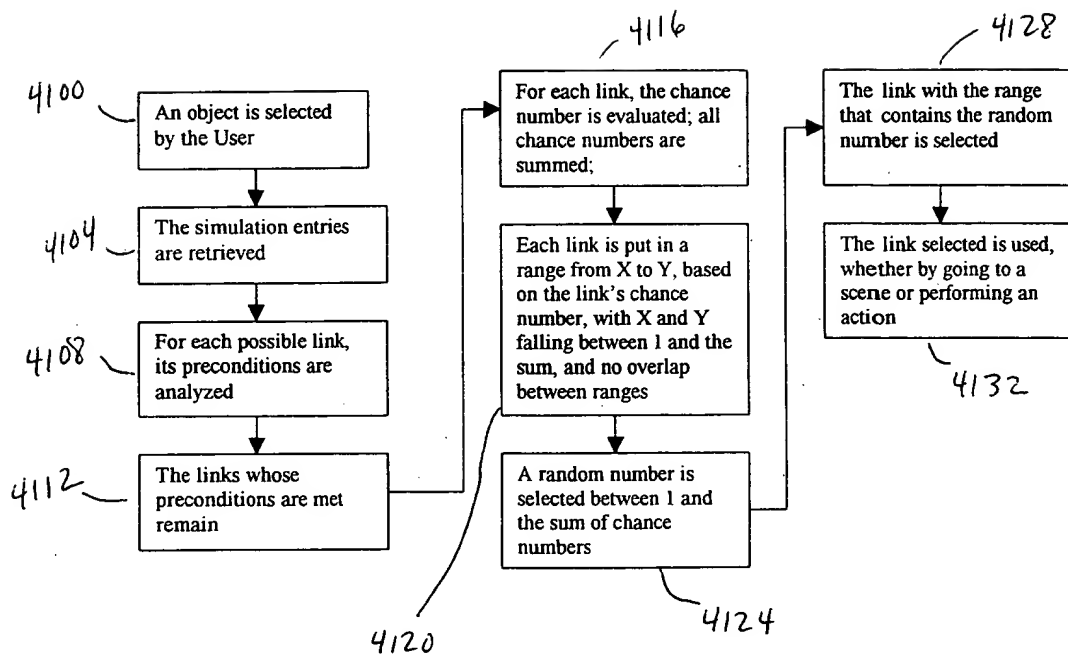 4100
An object is selected
by the User
4104
The simulation entries
are retrieved
4108
For each possible link,
its preconditions are
analyzed
4112
The links whose
preconditions are met
remain
4116
For each link, the chance
number is evaluated; all
chance numbers are
summed;
Each link is put in a
range from X to Y, based
on the link's chance
number, with X and Y
falling between 1 and the
sum, and no overlap
between ranges
4120
A random number is
selected between 1 and
the sum of chance
numbers
4124
4128
The link with the range
that contains the random
number is selected
The link selected is used,
whether by going to a
scene or performing an
action
4132